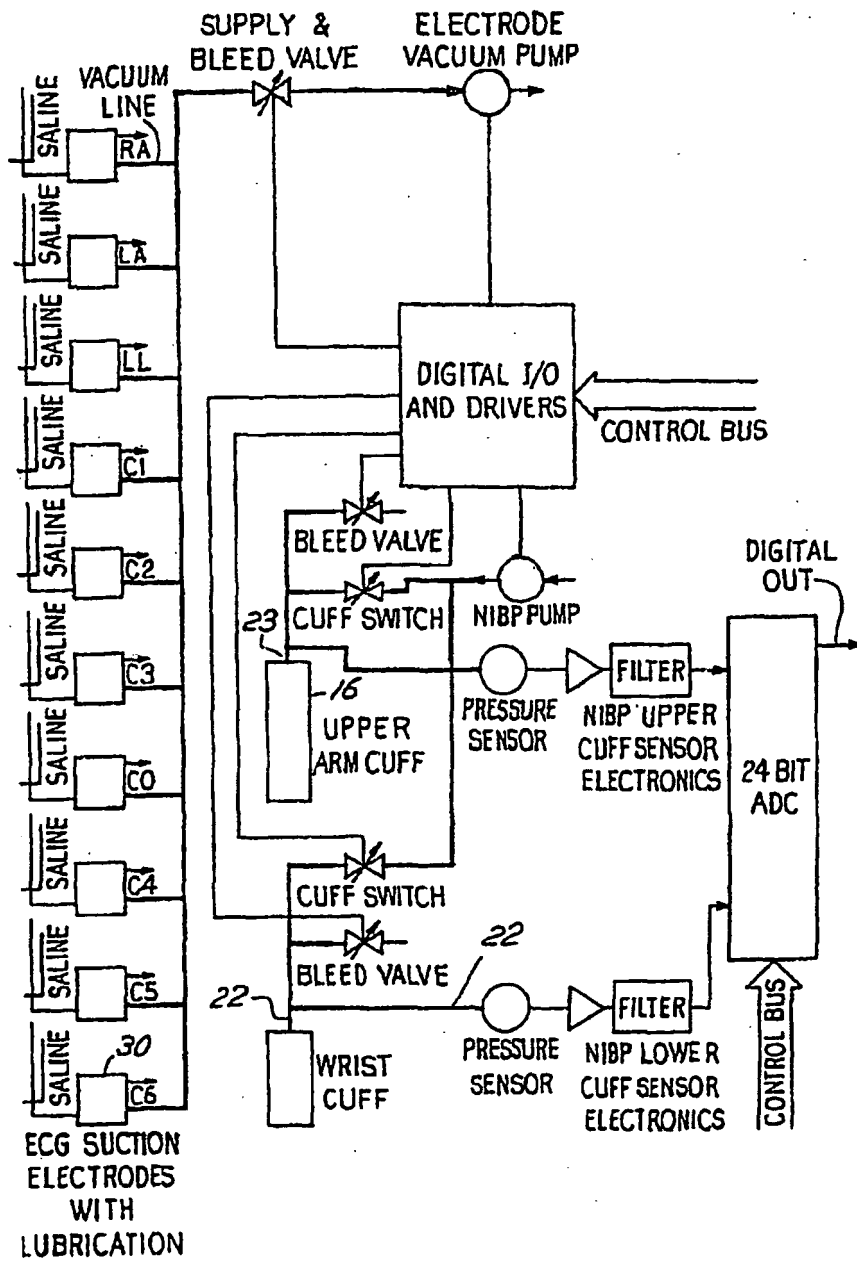 SUPPLY &
BLEED VALVE
ELECTRODE
VACUUM PUMP
VACUUM
LINE
SALINE
RA
SALINE
LA
SALINE
LL
SALINE
C1
SALINE
C2
SALINE
C3
SALINE
C0
SALINE
C4
SALINE
C5
SALINE
30
C6
ECG SUCTION
ELECTRODES
WITH
LUBRICATION
DIGITAL I/O
AND DRIVERS
CONTROL BUS
BLEED VALVE
CUFF SWITCH
NIBP PUMP
23
16
UPPER
ARM CUFF
PRESSURE
SENSOR
FILTER
NIBP UPPER
CUFF SENSOR
ELECTRONICS
DIGITAL
OUT
24 BIT
ADC
CUFF SWITCH
BLEED VALVE
22
22
WRIST
CUFF
PRESSURE
SENSOR
FILTER
NIBP LOWER
CUFF SENSOR
ELECTRONICS
CONTROL BUS